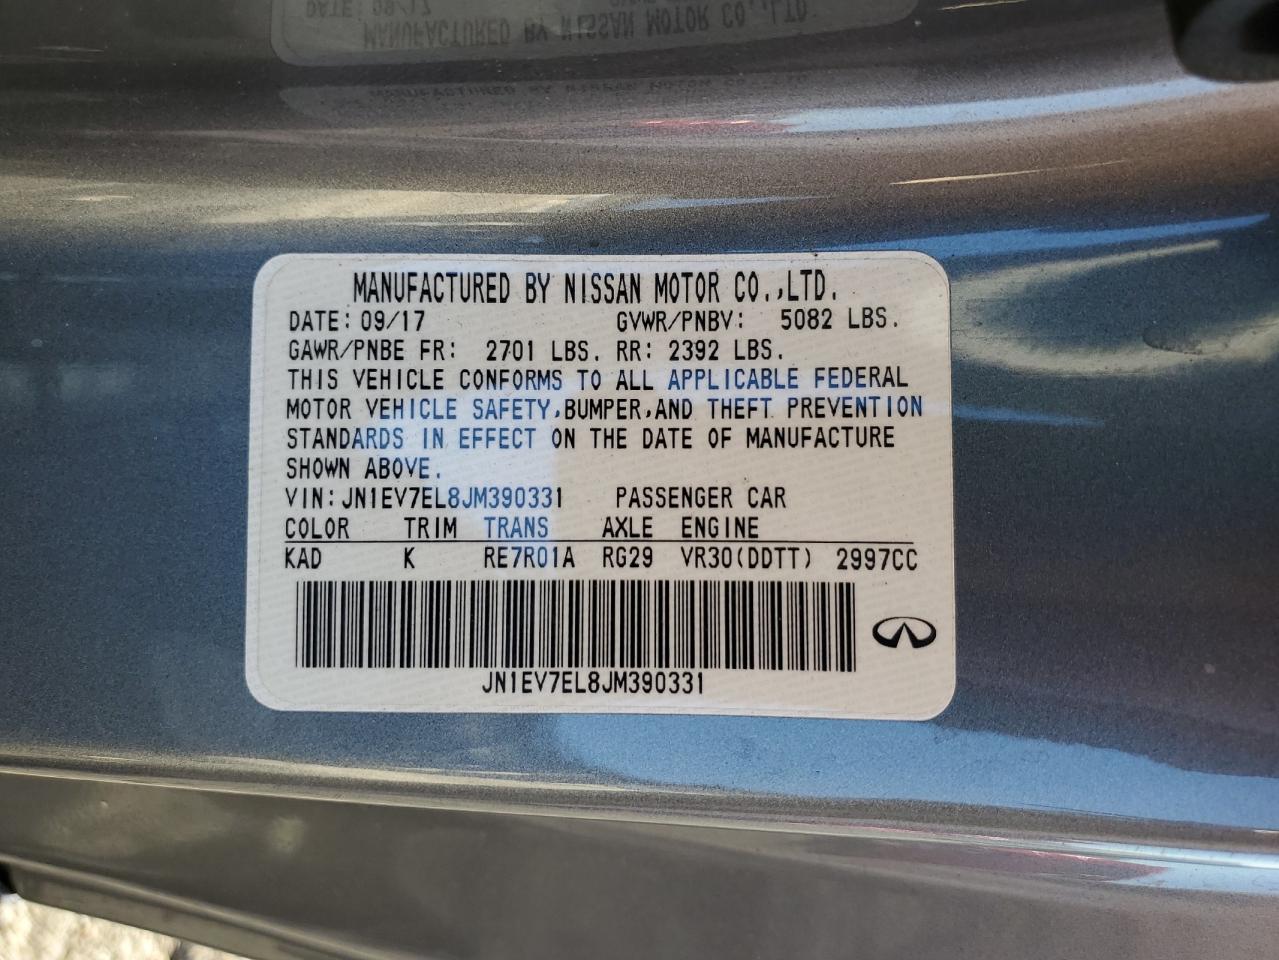 MANUFACTURED BY NISSAN MOTOR CO.,LTD.
DATE: 09/17 GVWR/PNBV: 5082 LBS.
GAWR/PNBE FR: 2701 LBS. RR: 2392 LBS.
THIS VEHICLE CONFORMS TO ALL APPLICABLE FEDERAL
MOTOR VEHICLE SAFETY,BUMPER,AND THEFT PREVENTION
STANDARDS IN EFFECT ON THE DATE OF MANUFACTURE
SHOWN ABOVE.
VIN: JN1EV7EL8JM390331 PASSENGER CAR
COLOR TRIM TRANS AXLE ENGINE
KAD K RE7R01A RG29 VR30(DDTT) 2997CC
JN1EV7EL8JM390331